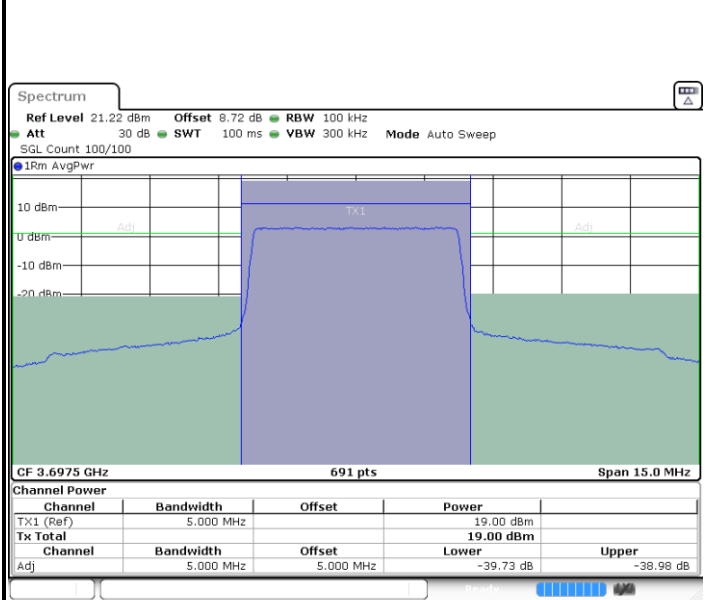 Spectrum
Ref Level 21.22 dBm Offset 8.72 dB RBW 100 kHz
Att 30 dB SWT 100 ms VBW 300 kHz Mode Auto Sweep
SGL Count 100/100
1Rm AvgPwr
10 dBm
TX1
Adj
Adj
0 dBm
-10 dBm
-20 dBm
CF 3.6975 GHz 691 pts Span 15.0 MHz
Channel Power
Channel Bandwidth Offset Power
TX1 (Ref) 5.000 MHz 19.00 dBm
Tx Total 19.00 dBm
Channel Bandwidth Offset Lower Upper
Adj 5.000 MHz 5.000 MHz -39.73 dB -38.98 dB
Ready